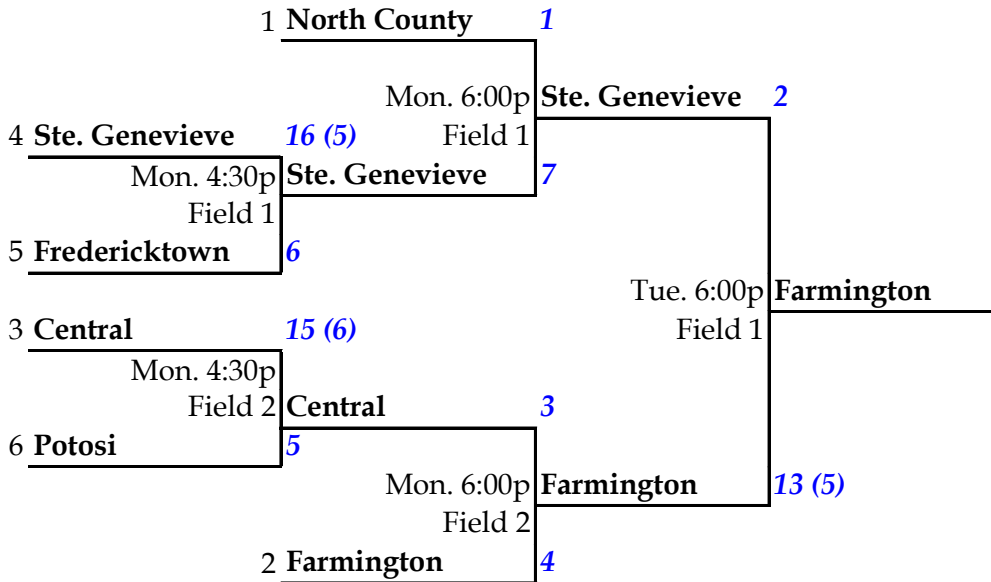 1 North County 1
Mon. 6:00p Ste. Genevieve 2
4 Ste. Genevieve 16 (5) Field 1
Mon. 4:30p Ste. Genevieve 7
Field 1
5 Fredericktown 6
Tue. 6:00p Farmington
3 Central 15 (6) Field 1
Mon. 4:30p
Field 2 Central 3
6 Potosi 5
Mon. 6:00p Farmington 13 (5)
Field 2
2 Farmington 4